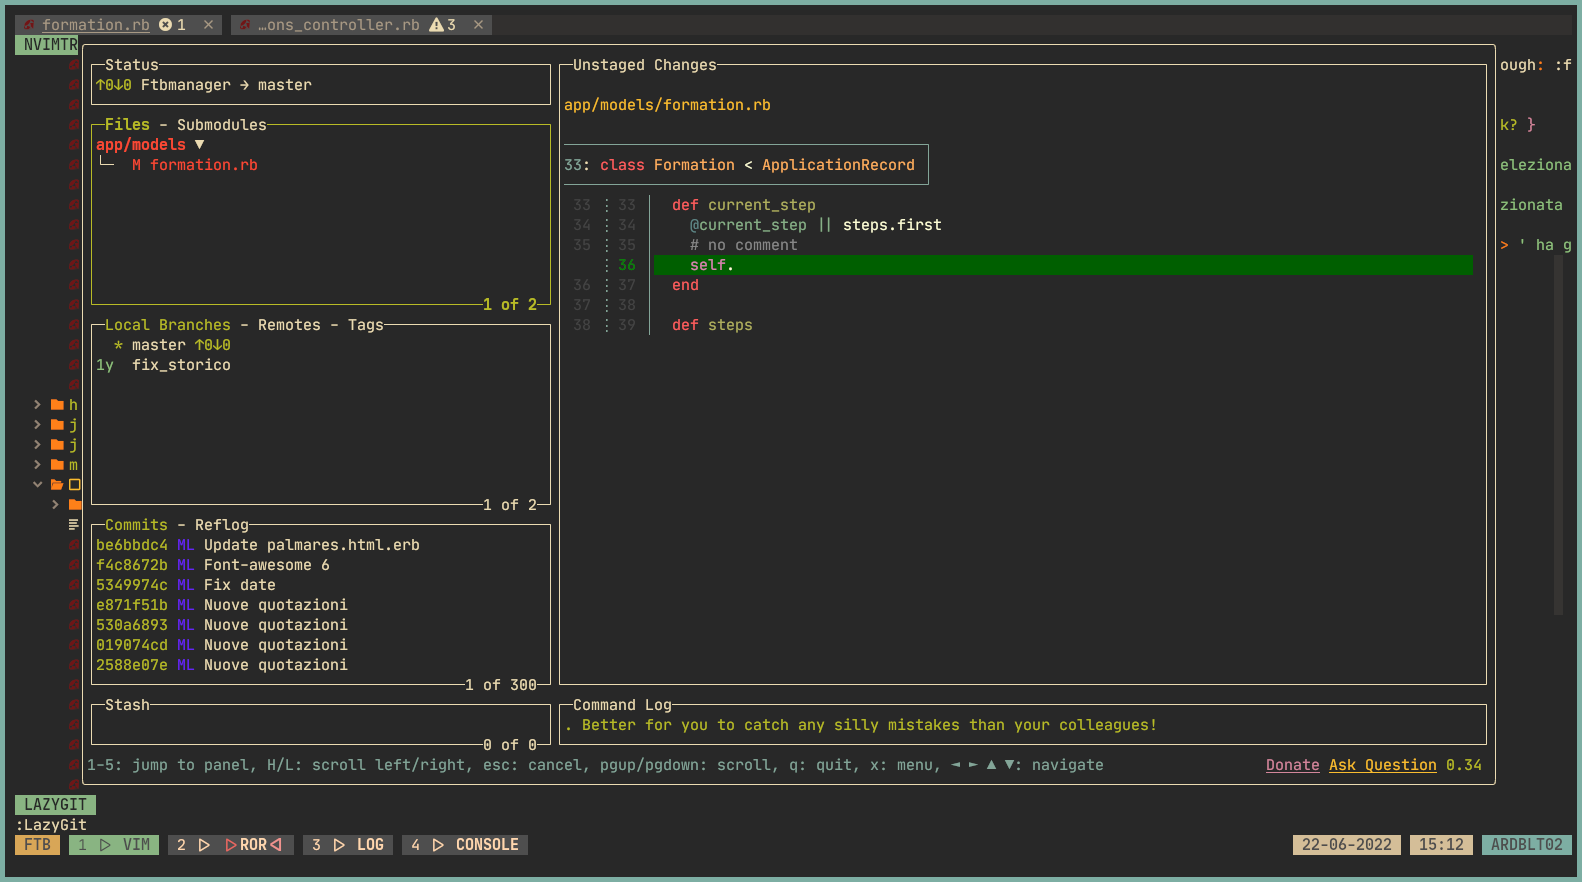 formation.rb 1 ✕ …ons_controller.rb 3 ✕
NVIMTR
Status
↑0↓0 Ftbmanager → master
Files - Submodules
app/models ▼
└─ M formation.rb
1 of 2
Local Branches - Remotes - Tags
* master ↑0↓0
1y fix_storico
1 of 2
Commits - Reflog
be6bbdc4 ML Update palmares.html.erb
f4c8672b ML Font-awesome 6
5349974c ML Fix date
e871f51b ML Nuove quotazioni
530a6893 ML Nuove quotazioni
019074cd ML Nuove quotazioni
2588e07e ML Nuove quotazioni
1 of 300
Stash
0 of 0
Unstaged Changes
app/models/formation.rb
33: class Formation < ApplicationRecord
33 ⋮ 33 def current_step
34 ⋮ 34 @current_step || steps.first
35 ⋮ 35 # no comment
⋮ 36 self.
36 ⋮ 37 end
37 ⋮ 38
38 ⋮ 39 def steps
Command Log
. Better for you to catch any silly mistakes than your colleagues!
1-5: jump to panel, H/L: scroll left/right, esc: cancel, pgup/pgdown: scroll, q: quit, x: menu, ◄ ► ▲ ▼: navigate Donate Ask Question 0.34
ough: :f
k? }
eleziona
zionata
> ' ha g
h
j
j
m
LAZYGIT
:LazyGit
FTB 1 ▷ VIM 2 ▷ ▷ROR◁ 3 ▷ LOG 4 ▷ CONSOLE 22-06-2022 15:12 ARDBLT02